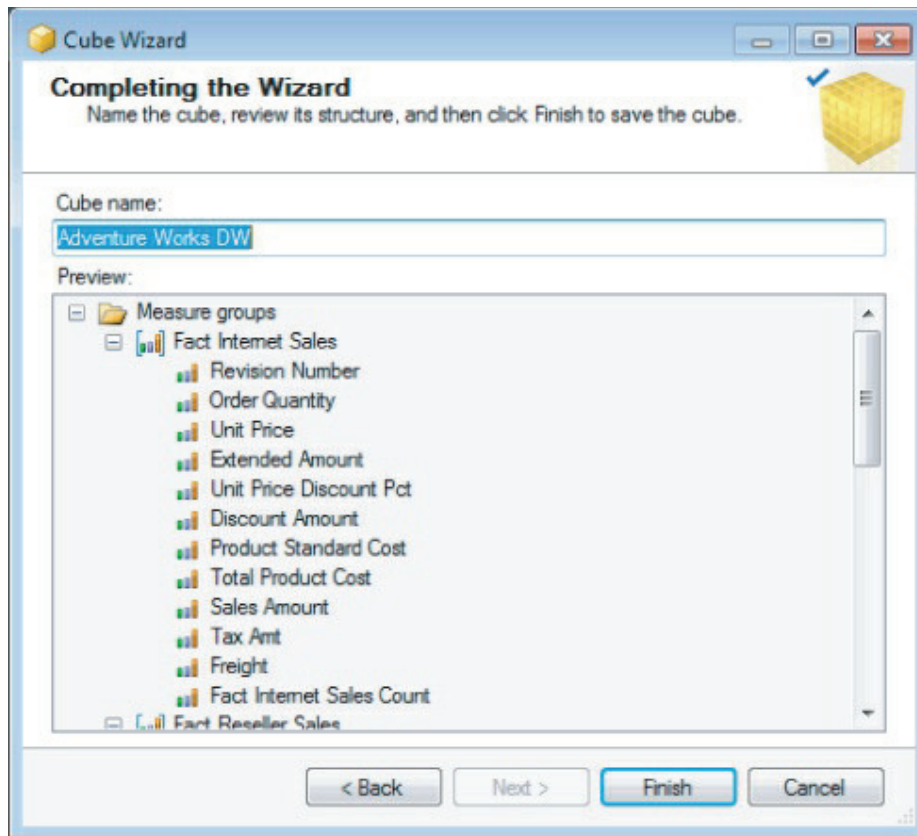 Cube Wizard
Completing the Wizard
Name the cube, review its structure, and then click Finish to save the cube.
Cube name:
Adventure Works DW
Preview:
Measure groups
Fact Internet Sales
Revision Number
Order Quantity
Unit Price
Extended Amount
Unit Price Discount Pct
Discount Amount
Product Standard Cost
Total Product Cost
Sales Amount
Tax Amt
Freight
Fact Internet Sales Count
Fact Reseller Sales
< Back Next > Finish Cancel